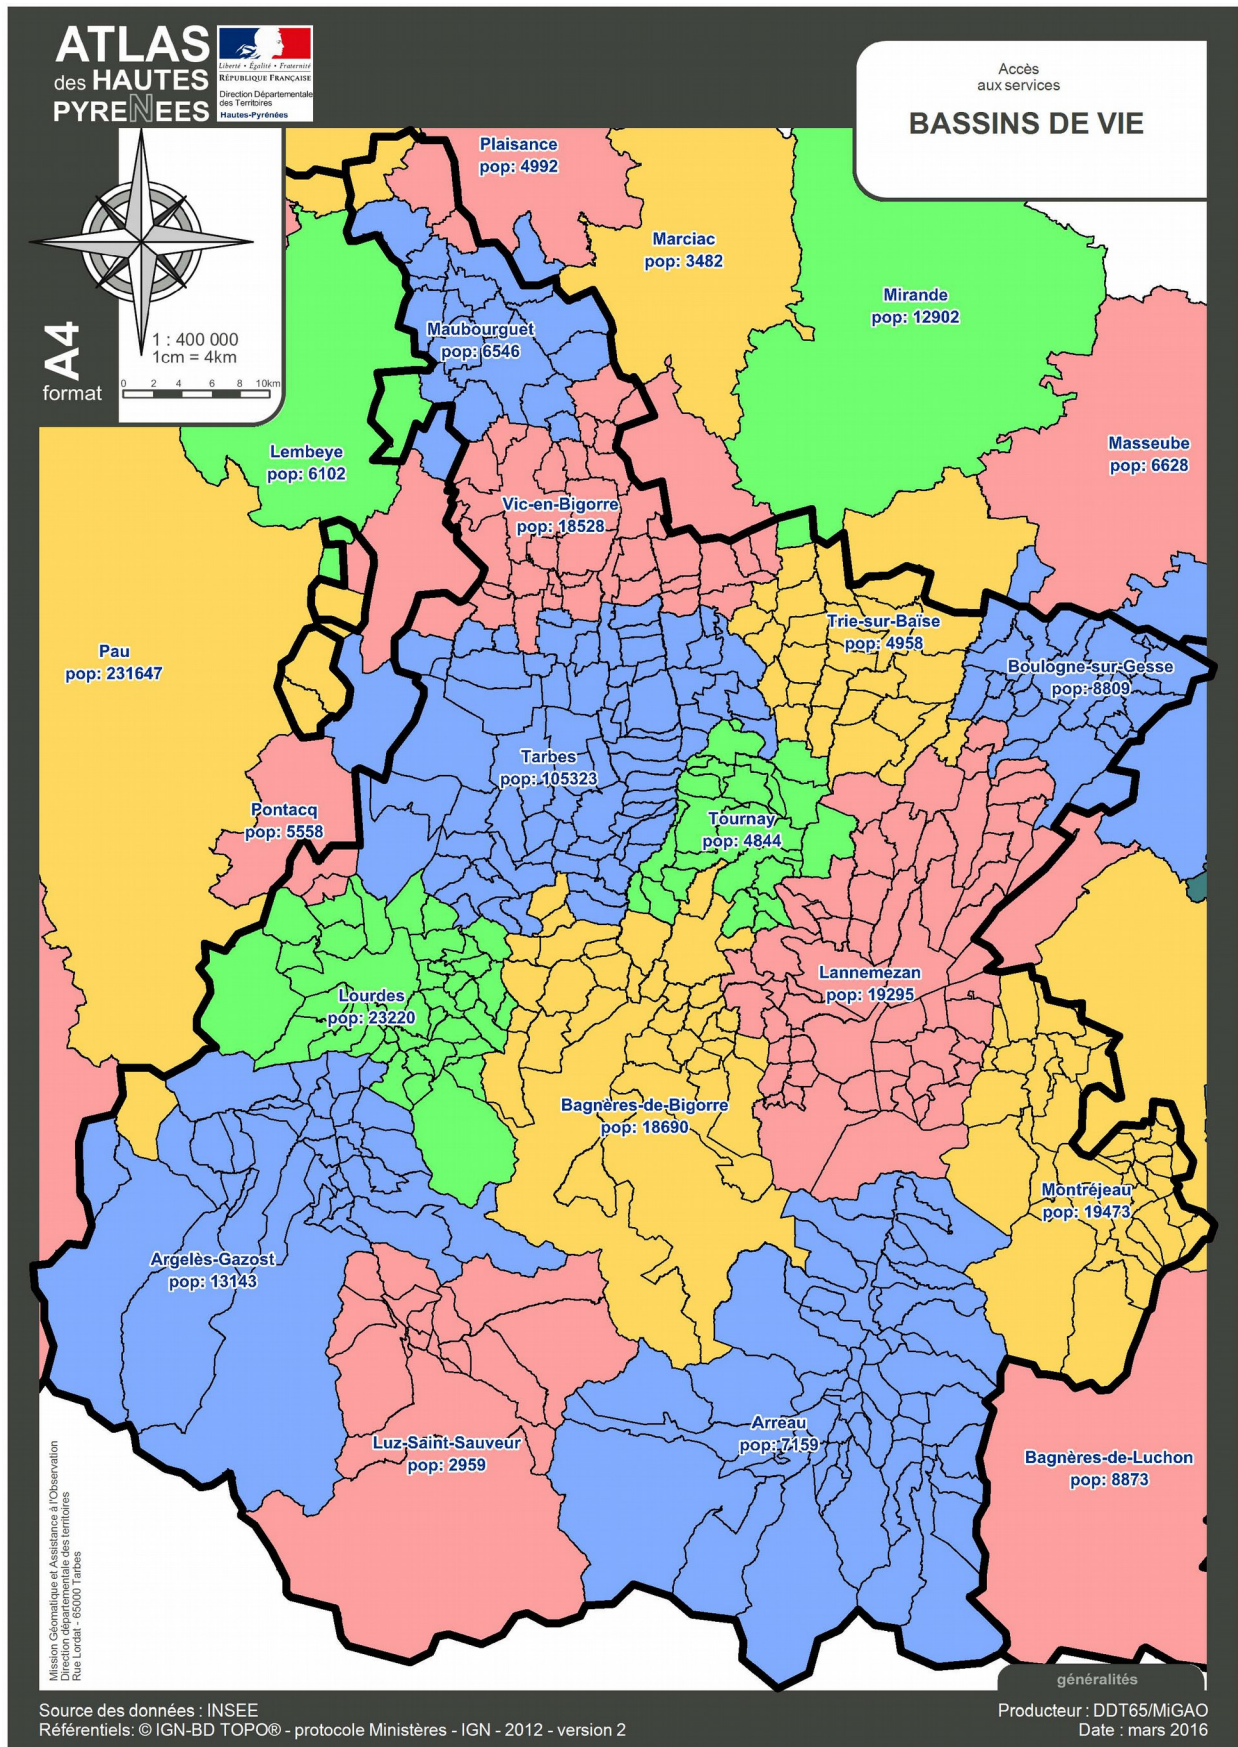 ATLAS
des HAUTES
PYRENEES
Liberté • Égalité • Fraternité
RÉPUBLIQUE FRANÇAISE
Direction Départementale
des Territoires
Hautes-Pyrénées
Accès
aux services
BASSINS DE VIE
A4
format
1 : 400 000
1cm = 4km
0 2 4 6 8 10km
Plaisance
pop: 4992
Marciac
pop: 3482
Mirande
pop: 12902
Maubourguet
pop: 6546
Masseube
pop: 6628
Lembeye
pop: 6102
Vic-en-Bigorre
pop: 18528
Trie-sur-Baïse
pop: 4958
Pau
pop: 231647
Boulogne-sur-Gesse
pop: 8809
Tarbes
pop: 105323
Pontacq
pop: 5558
Tournay
pop: 4844
Lannemezan
pop: 19295
Lourdes
pop: 23220
Bagnères-de-Bigorre
pop: 18690
Montréjeau
pop: 19473
Argelès-Gazost
pop: 13143
Arreau
pop: 7159
Luz-Saint-Sauveur
pop: 2959
Bagnères-de-Luchon
pop: 8873
Mission Géomatique et Assistance à l'Observation
Direction départementale des territoires
Rue Lordat - 65000 Tarbes
généralités
Source des données : INSEE
Référentiels: © IGN-BD TOPO® - protocole Ministères - IGN - 2012 - version 2
Producteur : DDT65/MiGAO
Date : mars 2016